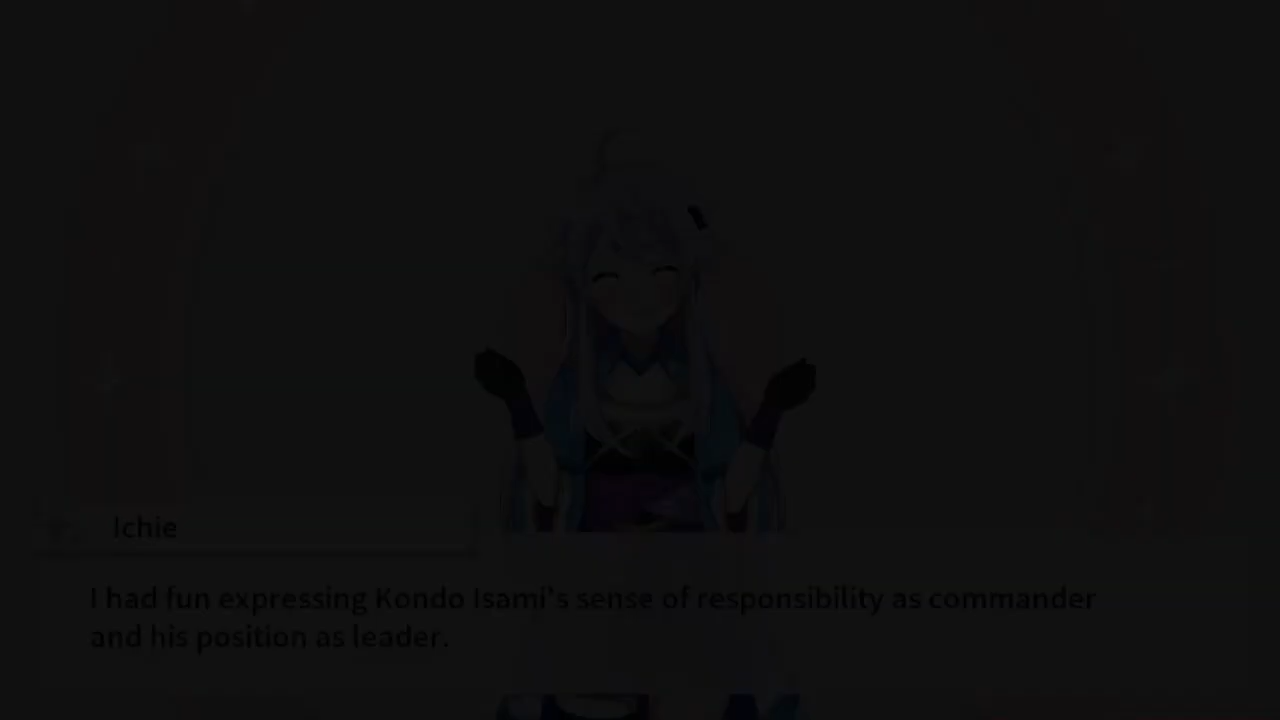 Ichie
I had fun expressing Kondo Isami's sense of responsibility as commander
and his position as leader.